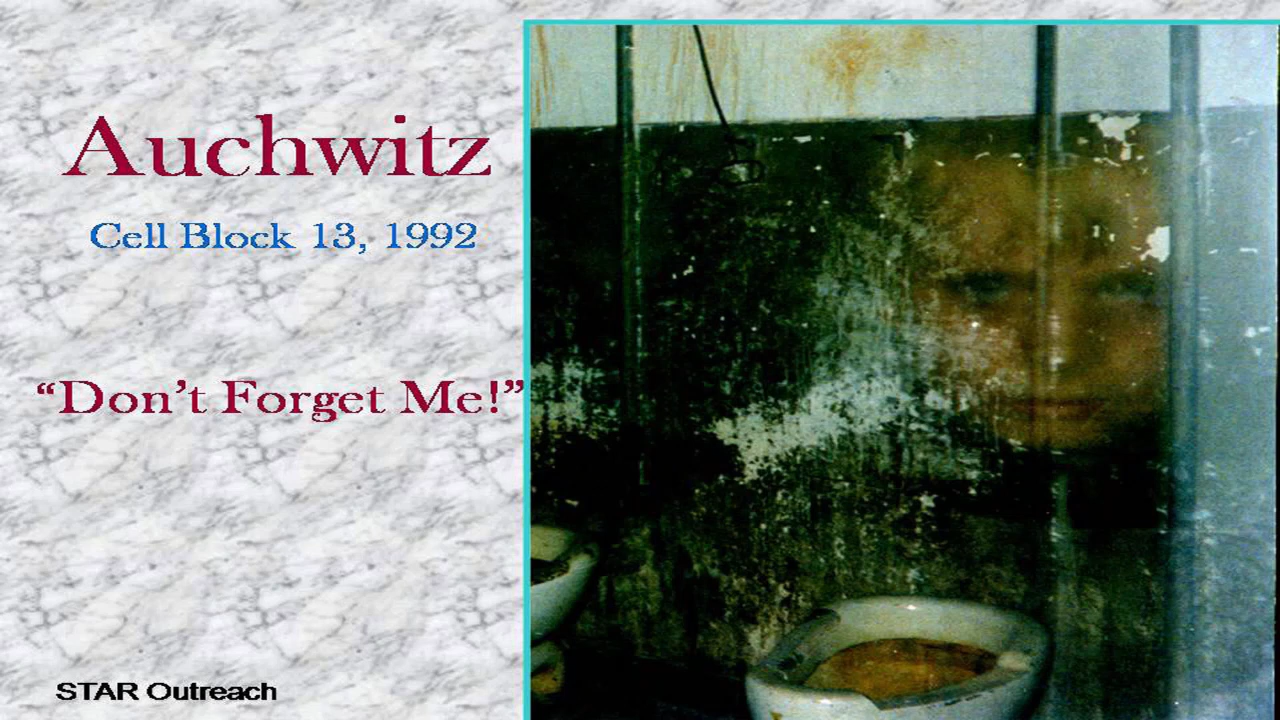 Auchwitz
Cell Block 13, 1992
“Don’t Forget Me!”
STAR Outreach